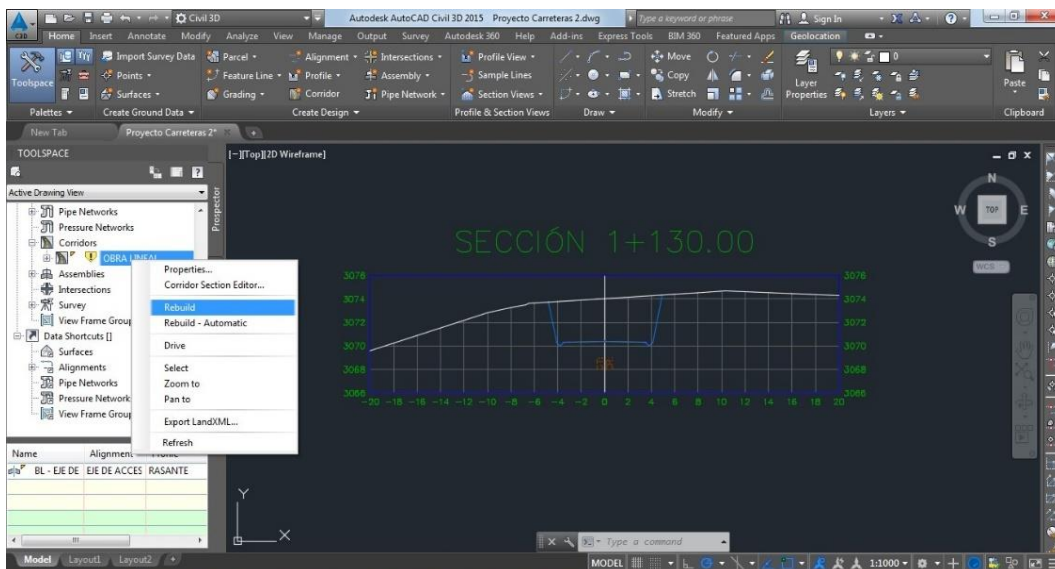 Civil 3D
Autodesk AutoCAD Civil 3D 2015 Proyecto Carreteras 2.dwg
Type a keyword or phrase
Sign In
C3D
Home Insert Annotate Modify Analyze View Manage Output Survey Autodesk 360 Help Add-ins Express Tools BIM 360 Featured Apps Geolocation
Toolspace
Import Survey Data
Points
Surfaces
Parcel
Feature Line
Grading
Alignment
Profile
Corridor
Intersections
Assembly
Pipe Network
Profile View
Sample Lines
Section Views
Move
Copy
Stretch
Layer Properties
0
Paste
Palettes Create Ground Data Create Design Profile & Section Views Draw Modify Layers Clipboard
New Tab Proyecto Carreteras 2*
TOOLSPACE
Active Drawing View
Prospector
Pipe Networks
Pressure Networks
Corridors
OBRA LINEAL
Assemblies
Intersections
Survey
View Frame Group
Data Shortcuts []
Surfaces
Alignments
Pipe Networks
Pressure Network
View Frame Group
Properties...
Corridor Section Editor...
Rebuild
Rebuild - Automatic
Drive
Select
Zoom to
Pan to
Export LandXML...
Refresh
Name Alignment Profile
BL - EJE DE EJE DE ACCES RASANTE
[−][Top][2D Wireframe]
N
W TOP E
S
WCS
SECCIÓN 1+130.00
3076 3076
3074 3074
3072 3072
3070 3070
3068 3068
3066 3066
-20 -18 -16 -14 -12 -10 -8 -6 -4 -2 0 2 4 6 8 10 12 14 16 18 20
Y
X
Type a command
Model Layout1 Layout2
MODEL 1:1000